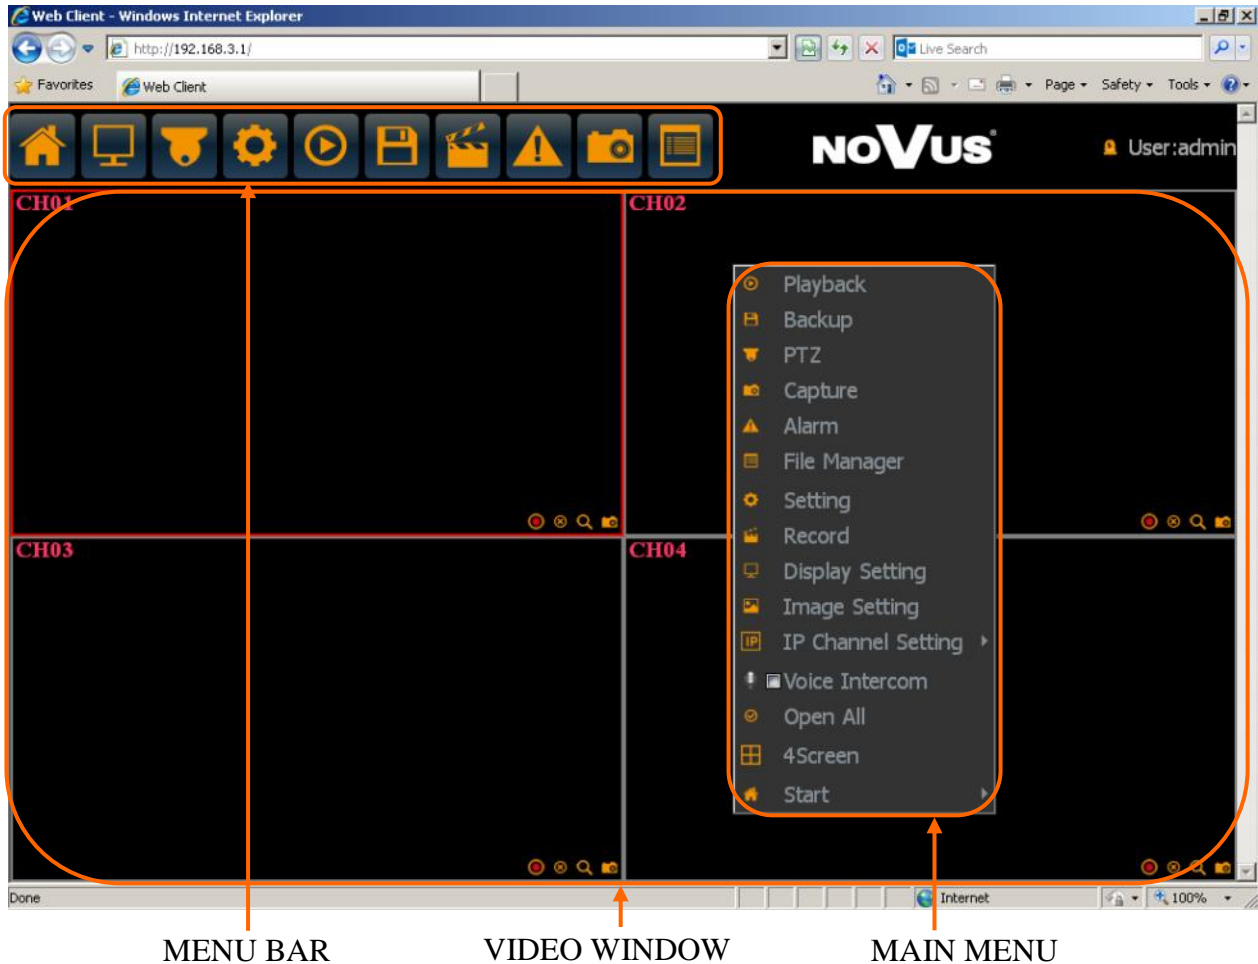 Web Client - Windows Internet Explorer
http://192.168.3.1/
Live Search
Favorites
Web Client
Page
Safety
Tools
NOVUS®
User:admin
CH01
CH02
Playback
Backup
PTZ
Capture
Alarm
File Manager
Setting
Record
Display Setting
Image Setting
IP IP Channel Setting
Voice Intercom
Open All
4Screen
Start
CH03
CH04
Done
Internet
100%
MENU BAR
VIDEO WINDOW
MAIN MENU